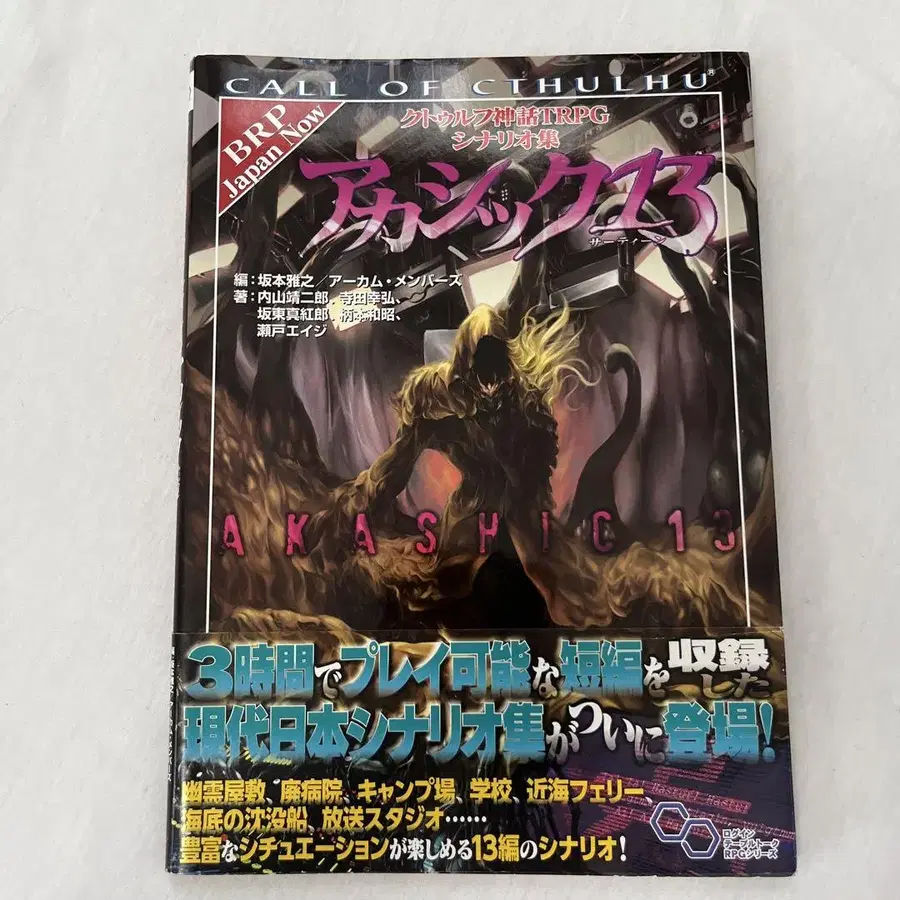 CALL OF CTHULHU®
BRP
Japan Now
クトゥルフ神話TRPG
シナリオ集
アカシック13
サーティーン
編:坂本雅之/アーカム・メンバーズ
著:内山靖二郎、寺田幸弘、
坂東真紅郎、柄本和昭、
瀬戸エイジ
AKASHIC 13
3時間でプレイ可能な短編を収録した
現代日本シナリオ集がついに登場!
幽霊屋敷、廃病院、キャンプ場、学校、近海フェリー、
海底の沈没船、放送スタジオ……
豊富なシチュエーションが楽しめる13編のシナリオ!
ログイン
テーブルトーク
RPGシリーズ